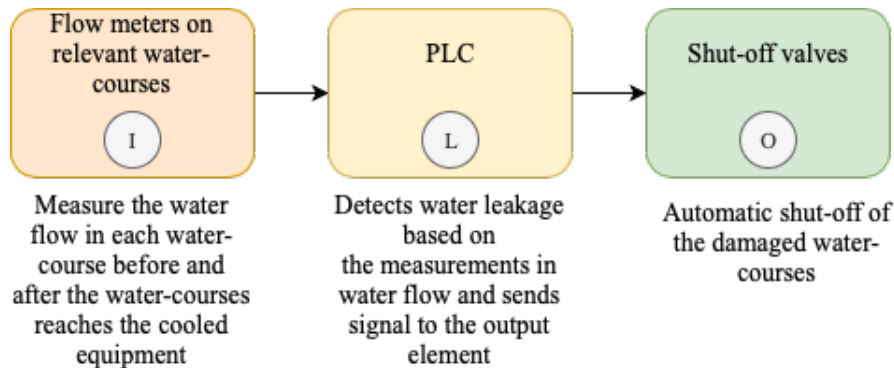 Flow meters on
relevant water-
courses
I
PLC
L
Shut-off valves
O
Measure the water
flow in each water-
course before and
after the water-courses
reaches the cooled
equipment
Detects water leakage
based on
the measurements in
water flow and sends
signal to the output
element
Automatic shut-off of
the damaged water-
courses